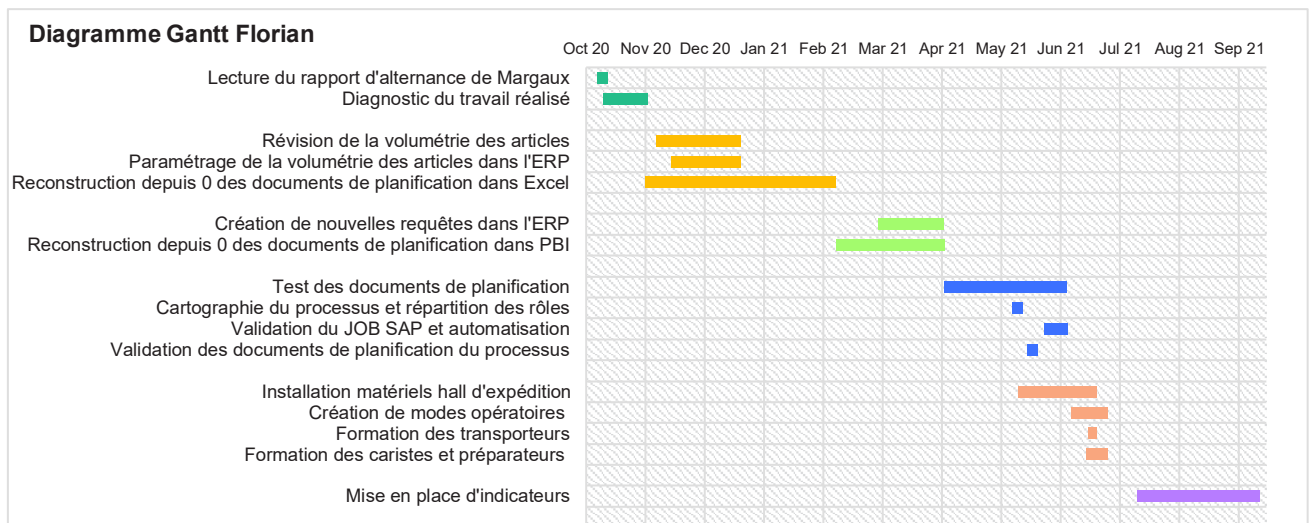 Diagramme Gantt Florian
Oct 20 Nov 20 Dec 20 Jan 21 Feb 21 Mar 21 Apr 21 May 21 Jun 21 Jul 21 Aug 21 Sep 21
Lecture du rapport d'alternance de Margaux
Diagnostic du travail réalisé
Révision de la volumétrie des articles
Paramétrage de la volumétrie des articles dans l'ERP
Reconstruction depuis 0 des documents de planification dans Excel
Création de nouvelles requêtes dans l'ERP
Reconstruction depuis 0 des documents de planification dans PBI
Test des documents de planification
Cartographie du processus et répartition des rôles
Validation du JOB SAP et automatisation
Validation des documents de planification du processus
Installation matériels hall d'expédition
Création de modes opératoires
Formation des transporteurs
Formation des caristes et préparateurs
Mise en place d'indicateurs